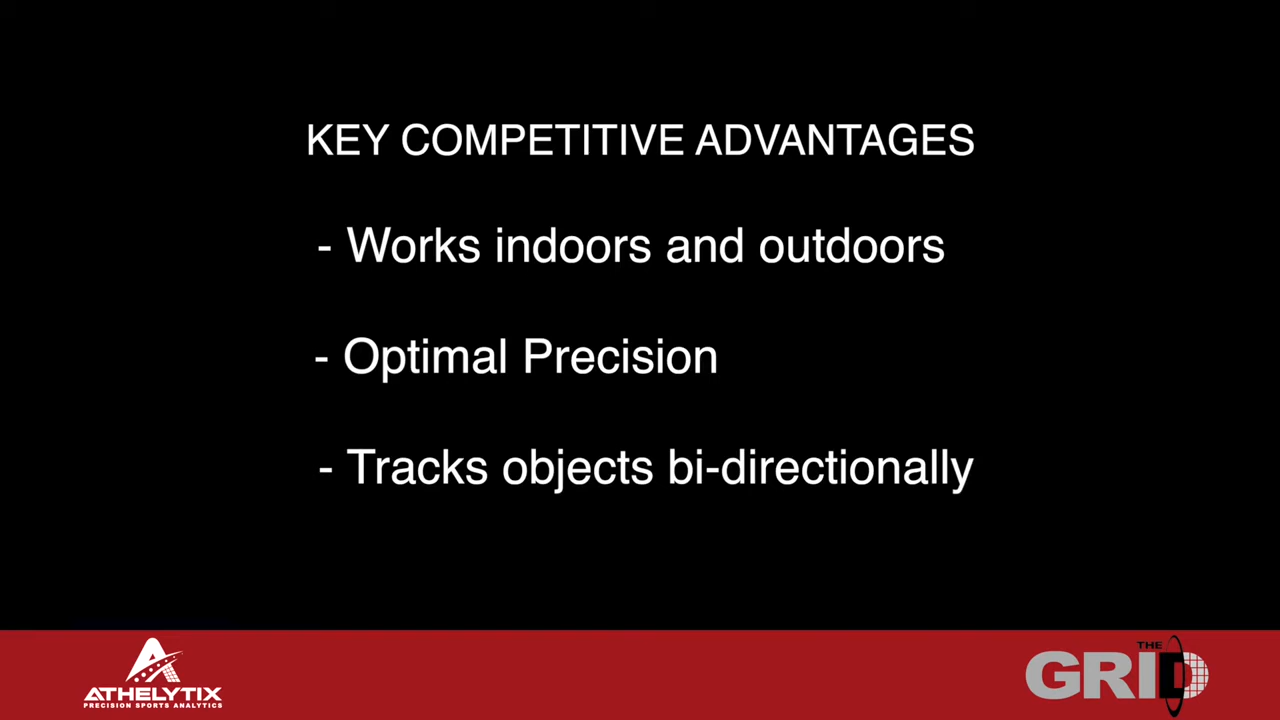 KEY COMPETITIVE ADVANTAGES
- Works indoors and outdoors
- Optimal Precision
- Tracks objects bi-directionally
ATHELYTIX
PRECISION SPORTS ANALYTICS
THE
GRID